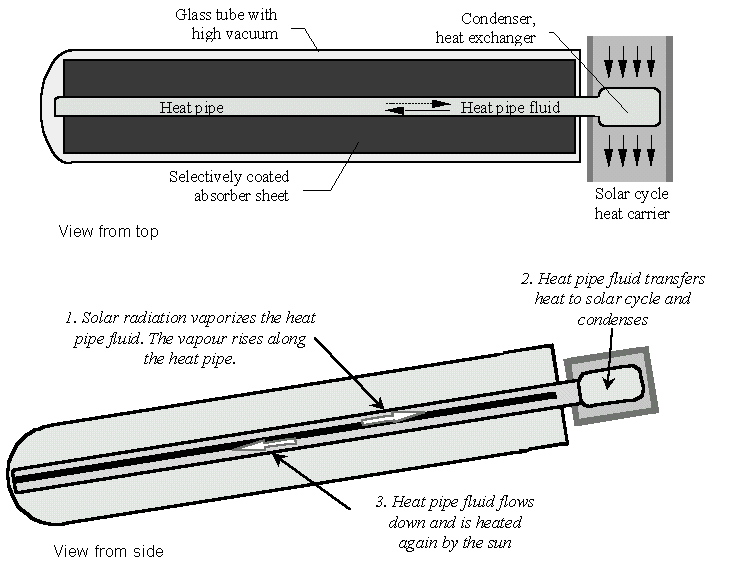 Glass tube with
high vacuum
Condenser,
heat exchanger
Heat pipe
Heat pipe fluid
Selectively coated
absorber sheet
Solar cycle
heat carrier
View from top
2. Heat pipe fluid transfers
heat to solar cycle and
condenses
1. Solar radiation vaporizes the heat
pipe fluid. The vapour rises along
the heat pipe.
3. Heat pipe fluid flows
down and is heated
again by the sun
View from side